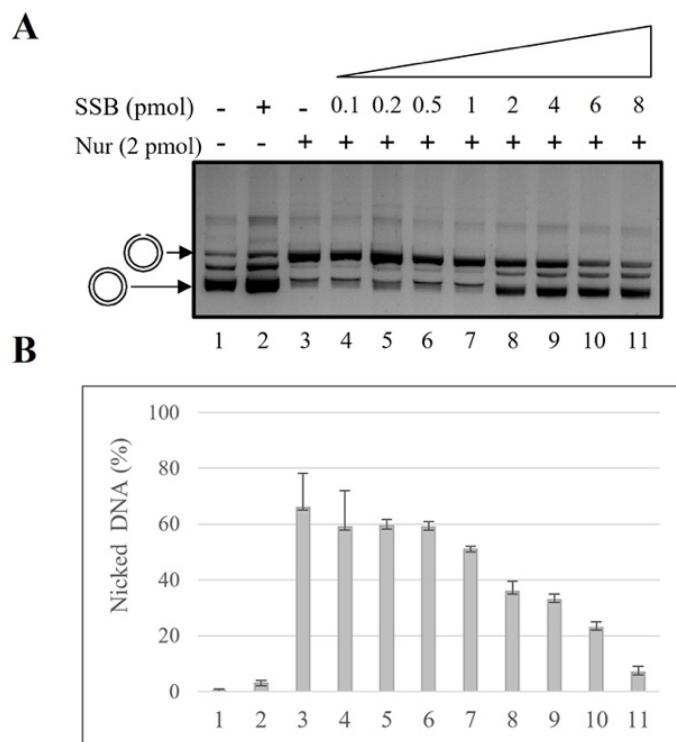 A
SSB (pmol) - + - 0.1 0.2 0.5 1 2 4 6 8
Nur (2 pmol) - - + + + + + + + + +
1 2 3 4 5 6 7 8 9 10 11
B
Nicked DNA (%)
100
80
60
40
20
0
1 2 3 4 5 6 7 8 9 10 11